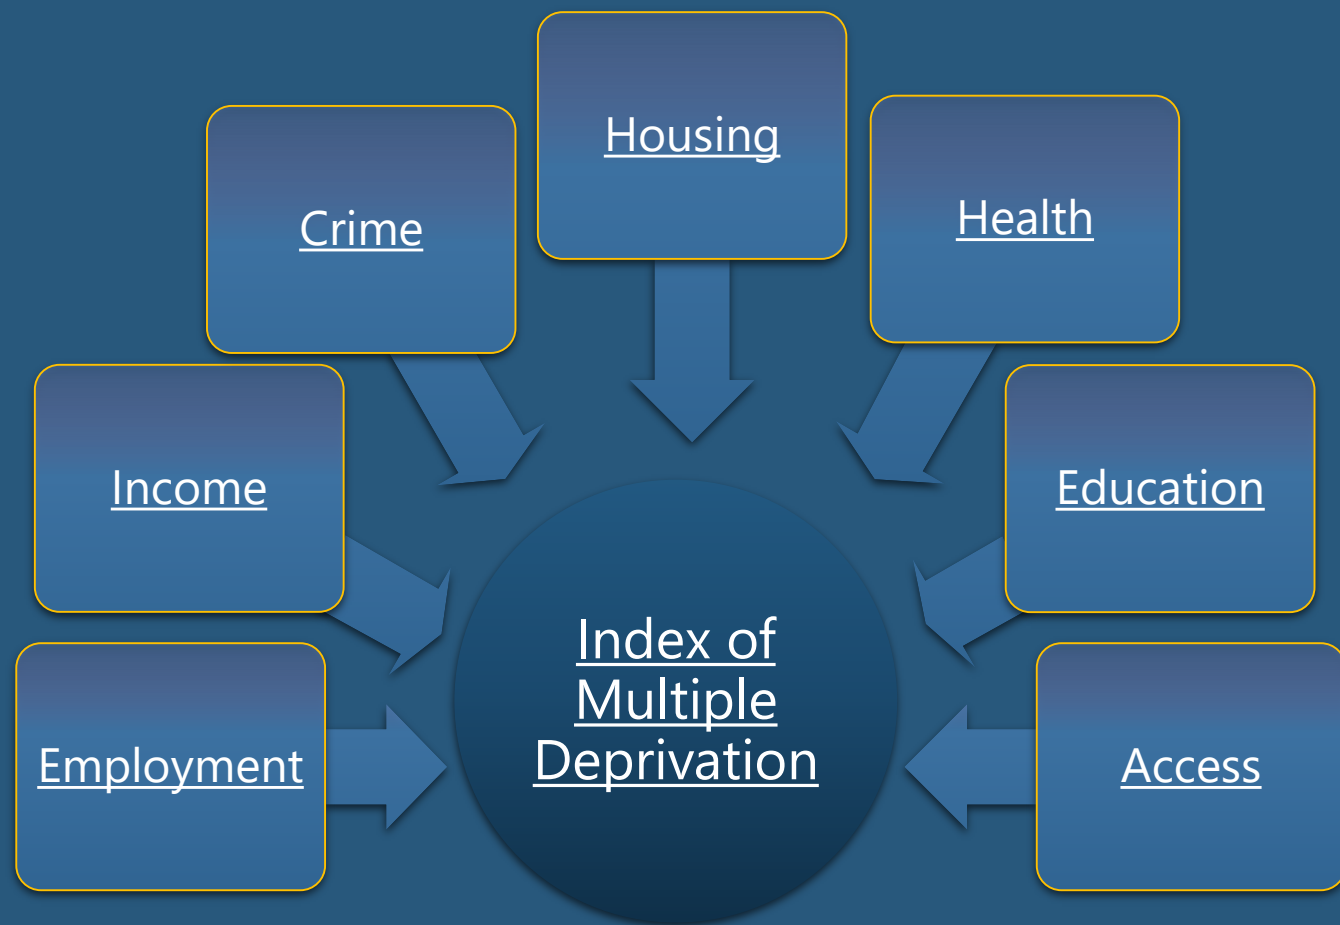 Housing
Health
Crime
Income
Education
Employment
Access
Index of
Multiple
Deprivation